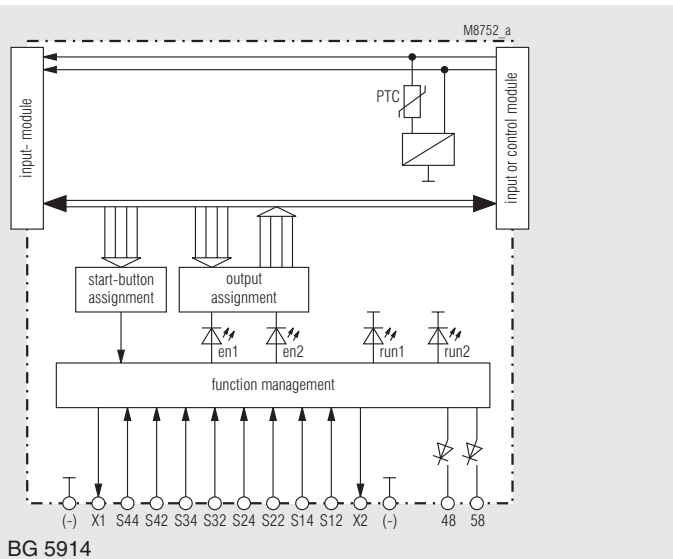 M8752_a
input- module
PTC
input or control module
start-button
assignment
output
assignment
en1
en2
run1
run2
function management
(-) X1 S44 S42 S34 S32 S24 S22 S14 S12 X2 (-) 48 58
BG 5914